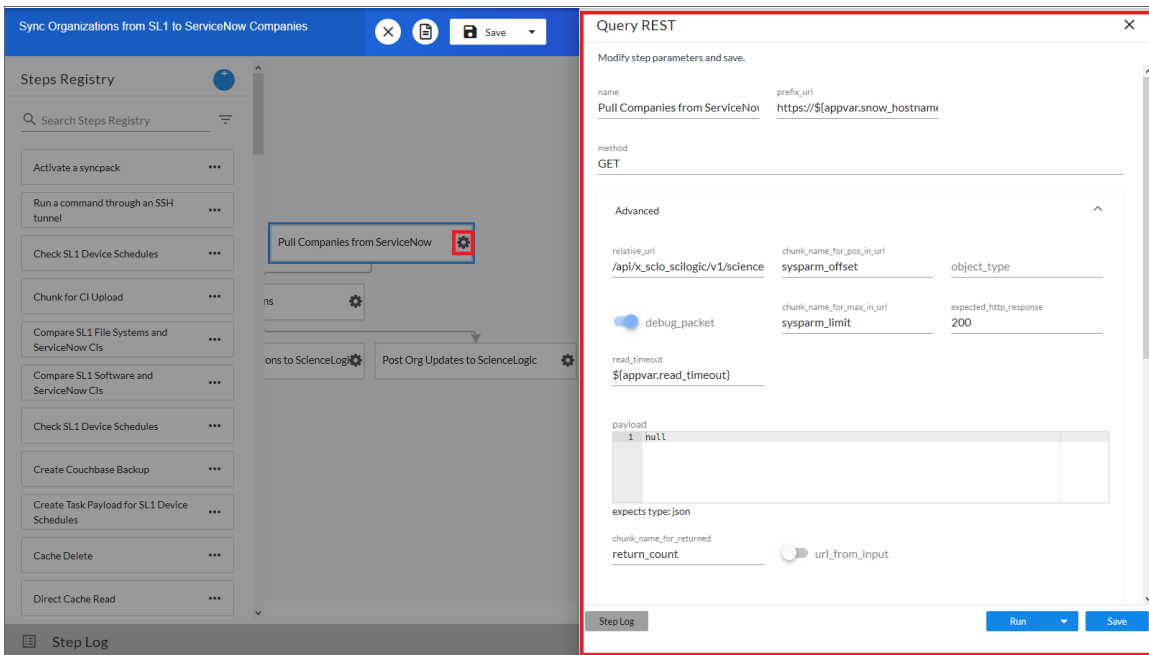 Sync Organizations from SL1 to ServiceNow Companies
Save
Steps Registry
Search Steps Registry
Activate a syncpack
Run a command through an SSH
tunnel
Check SL1 Device Schedules
Chunk for CI Upload
Compare SL1 File Systems and
ServiceNow CIs
Compare SL1 Software and
ServiceNow CIs
Check SL1 Device Schedules
Create Couchbase Backup
Create Task Payload for SL1 Device
Schedules
Cache Delete
Direct Cache Read
Step Log
Pull Companies from ServiceNow
ns
ons to ScienceLogi
Post Org Updates to ScienceLogic
Query REST
Modify step parameters and save.
name
prefix_url
Pull Companies from ServiceNo
https://${appvar.snow_hostname
method
GET
Advanced
relative_url
chunk_name_for_pos_in_url
/api/x_sclo_scilogic/v1/science
sysparm_offset
object_type
debug_packet
chunk_name_for_max_in_url
expected_http_response
sysparm_limit
200
read_timeout
${appvar.read_timeout}
payload
1 null
expects type: json
chunk_name_for_returned
return_count
url_from_input
Step Log
Run
Save